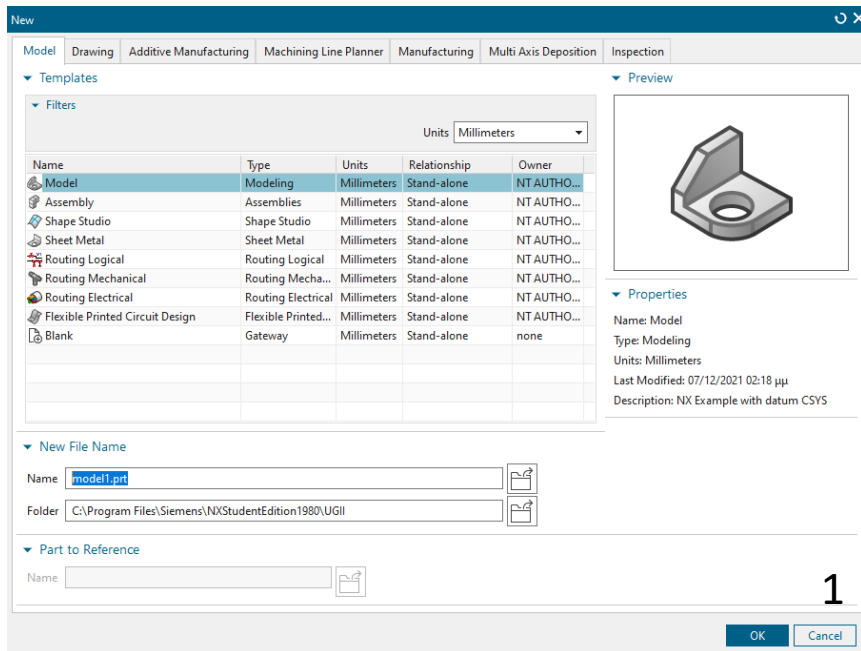 New
Model Drawing Additive Manufacturing Machining Line Planner Manufacturing Multi Axis Deposition Inspection
Templates
Filters
Units Millimeters
Name Type Units Relationship Owner
Model Modeling Millimeters Stand-alone NT AUTHO...
Assembly Assemblies Millimeters Stand-alone NT AUTHO...
Shape Studio Shape Studio Millimeters Stand-alone NT AUTHO...
Sheet Metal Sheet Metal Millimeters Stand-alone NT AUTHO...
Routing Logical Routing Logical Millimeters Stand-alone NT AUTHO...
Routing Mechanical Routing Mecha... Millimeters Stand-alone NT AUTHO...
Routing Electrical Routing Electrical Millimeters Stand-alone NT AUTHO...
Flexible Printed Circuit Design Flexible Printed... Millimeters Stand-alone NT AUTHO...
Blank Gateway Millimeters Stand-alone none
Preview
Properties
Name: Model
Type: Modeling
Units: Millimeters
Last Modified: 07/12/2021 02:18 μμ
Description: NX Example with datum CSYS
New File Name
Name model1.prt
Folder C:\Program Files\Siemens\NXStudentEdition1980\UGII
Part to Reference
Name
1
OK Cancel